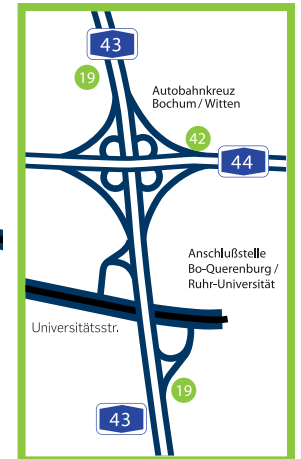 43
19
Autobahnkreuz
Bochum / Witten
42
44
Anschlußstelle
Bo-Querenburg /
Ruhr-Universität
Universitätsstr.
19
43